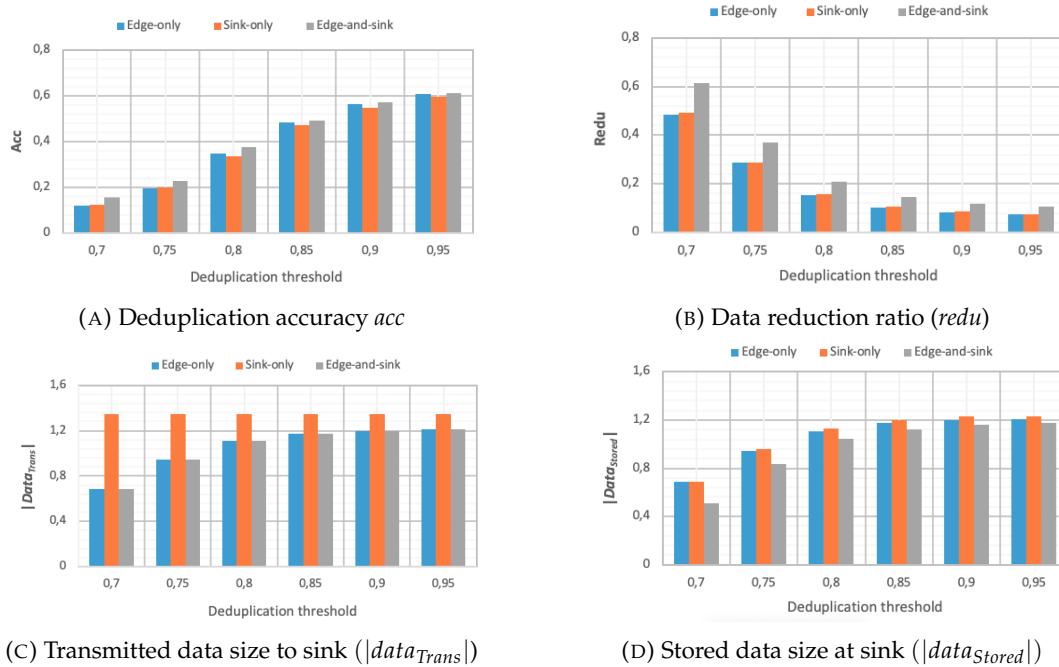 Edge-only Sink-only Edge-and-sink
0,8
0,6
0,4
0,2
0
Acc
0,7 0,75 0,8 0,85 0,9 0,95
Deduplication threshold
(A) Deduplication accuracy acc
Edge-only Sink-only Edge-and-sink
0,8
0,6
0,4
0,2
0
Redu
0,7 0,75 0,8 0,85 0,9 0,95
Deduplication threshold
(B) Data reduction ratio (redu)
Edge-only Sink-only Edge-and-sink
1,6
1,2
0,8
0,4
0
|Data_Trans|
0,7 0,75 0,8 0,85 0,9 0,95
Deduplication threshold
(C) Transmitted data size to sink (|data_Trans|)
Edge-only Sink-only Edge-and-sink
1,6
1,2
0,8
0,4
0
|Data_Stored|
0,7 0,75 0,8 0,85 0,9 0,95
Deduplication threshold
(D) Stored data size at sink (|data_Stored|)